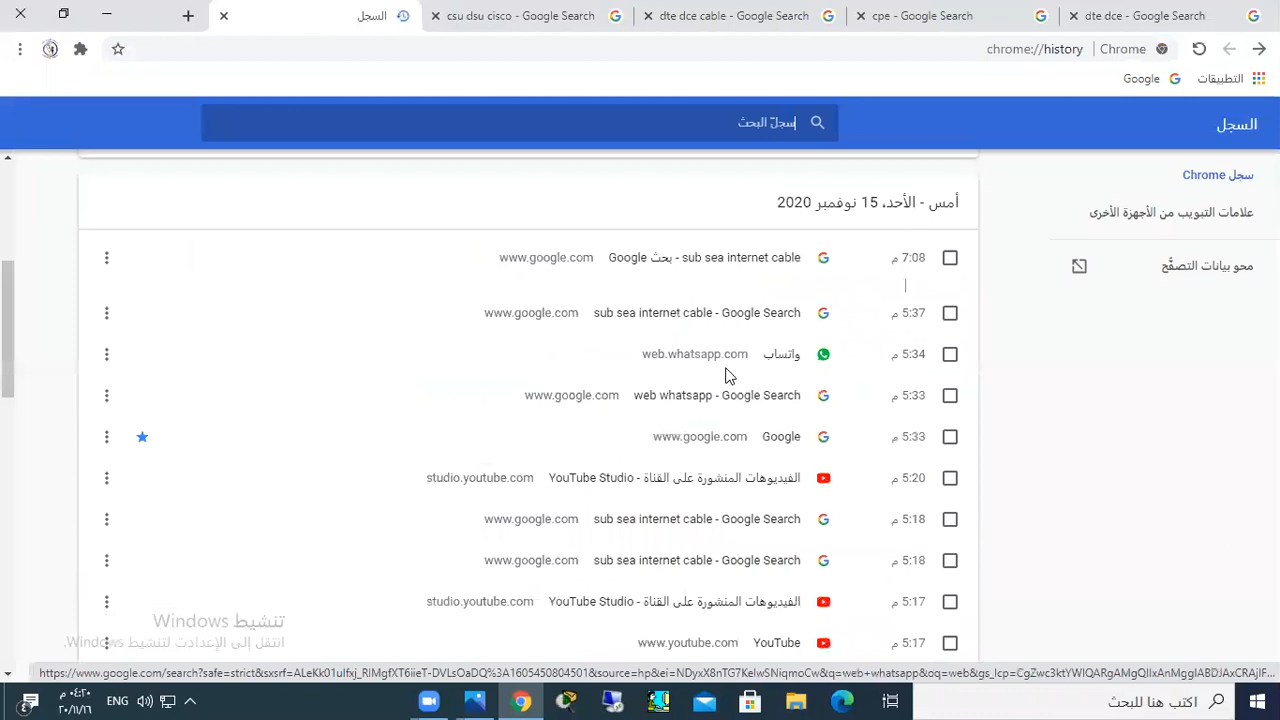 السجل
csu dsu cisco - Google Search
dte dce cable - Google Search
cpe - Google Search
dte dce - Google Search
Chrome | chrome://history
التطبيقات
Google
السجل
سجلّ البحث
سجل Chrome
علامات التبويب من الأجهزة الأخرى
محو بيانات التصفُّح
أمس - الأحد، 15 نوفمبر 2020
7:08 م sub sea internet cable - بحث Google www.google.com
5:37 م sub sea internet cable - Google Search www.google.com
5:34 م واتساب web.whatsapp.com
5:33 م web whatsapp - Google Search www.google.com
5:33 م Google www.google.com
5:20 م الفيديوهات المنشورة على القناة - YouTube Studio studio.youtube.com
5:18 م sub sea internet cable - Google Search www.google.com
5:18 م sub sea internet cable - Google Search www.google.com
5:17 م الفيديوهات المنشورة على القناة - YouTube Studio studio.youtube.com
5:17 م YouTube www.youtube.com
تنشيط Windows
انتقل إلى الإعدادت لتنشيط Windows.
اكتب هنا للبحث
ENG